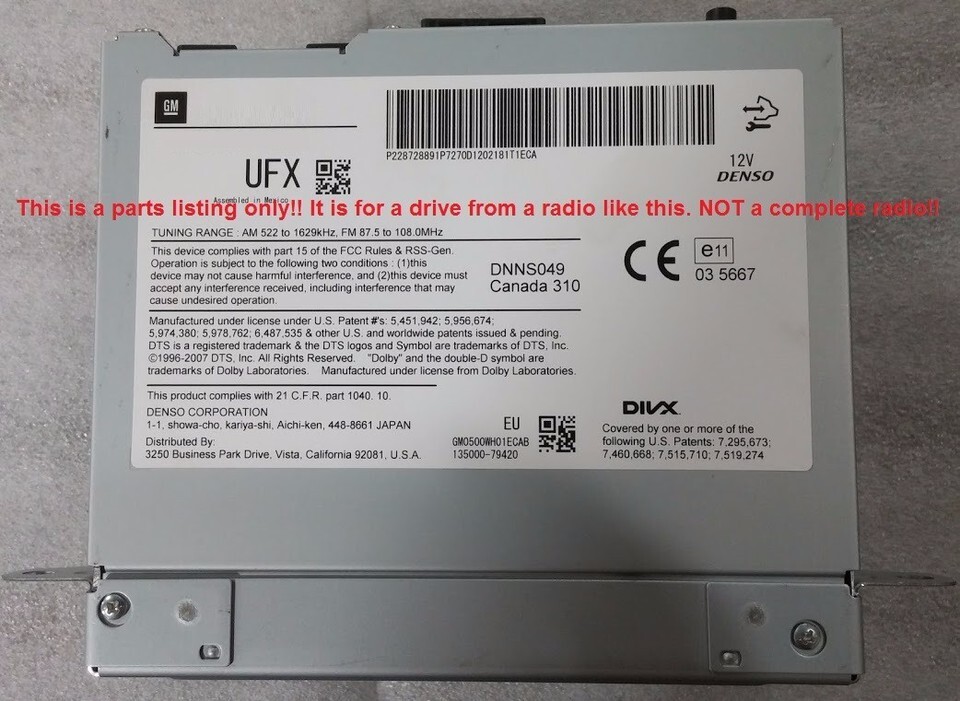 GM
P228728891P7270D1202181T1ECA
12V
DENSO
UFX
Assembled in Mexico
This is a parts listing only!! It is for a drive from a radio like this. NOT a complete radio!!
TUNING RANGE : AM 522 to 1629kHz, FM 87.5 to 108.0MHz
This device complies with part 15 of the FCC Rules & RSS-Gen.
Operation is subject to the following two conditions : (1)this
device may not cause harmful interference, and (2)this device must
accept any interference received, including interference that may
cause undesired operation.
DNNS049
Canada 310
CE
e11
03 5667
Manufactured under license under U.S. Patent #'s: 5,451,942; 5,956,674;
5,974,380; 5,978,762; 6,487,535 & other U.S. and worldwide patents issued & pending.
DTS is a registered trademark & the DTS logos and Symbol are trademarks of DTS, Inc.
©1996-2007 DTS, Inc. All Rights Reserved. "Dolby" and the double-D symbol are
trademarks of Dolby Laboratories. Manufactured under license from Dolby Laboratories.
This product complies with 21 C.F.R. part 1040. 10.
DENSO CORPORATION
1-1, showa-cho, kariya-shi, Aichi-ken, 448-8661 JAPAN
Distributed By:
3250 Business Park Drive, Vista, California 92081, U.S.A.
EU
GM0500WH01ECAB
135000-79420
DIVX
Covered by one or more of the
following U.S. Patents: 7,295,673;
7,460,668; 7,515,710; 7,519,274